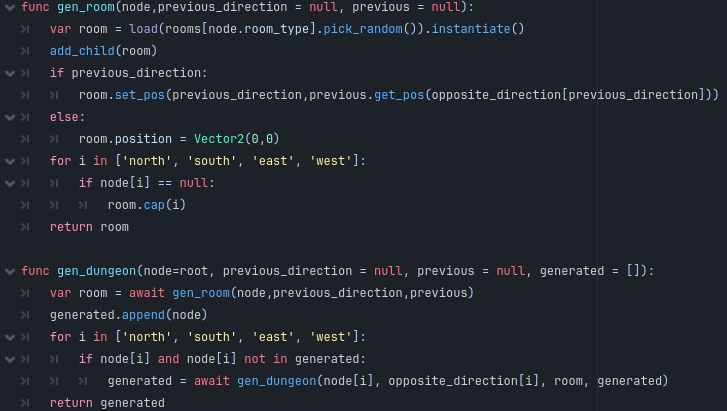 func gen_room(node,previous_direction = null, previous = null):
var room = load(rooms[node.room_type].pick_random()).instantiate()
add_child(room)
if previous_direction:
room.set_pos(previous_direction,previous.get_pos(opposite_direction[previous_direction]))
else:
room.position = Vector2(0,0)
for i in ['north', 'south', 'east', 'west']:
if node[i] == null:
room.cap(i)
return room
func gen_dungeon(node=root, previous_direction = null, previous = null, generated = []):
var room = await gen_room(node,previous_direction,previous)
generated.append(node)
for i in ['north', 'south', 'east', 'west']:
if node[i] and node[i] not in generated:
generated = await gen_dungeon(node[i], opposite_direction[i], room, generated)
return generated